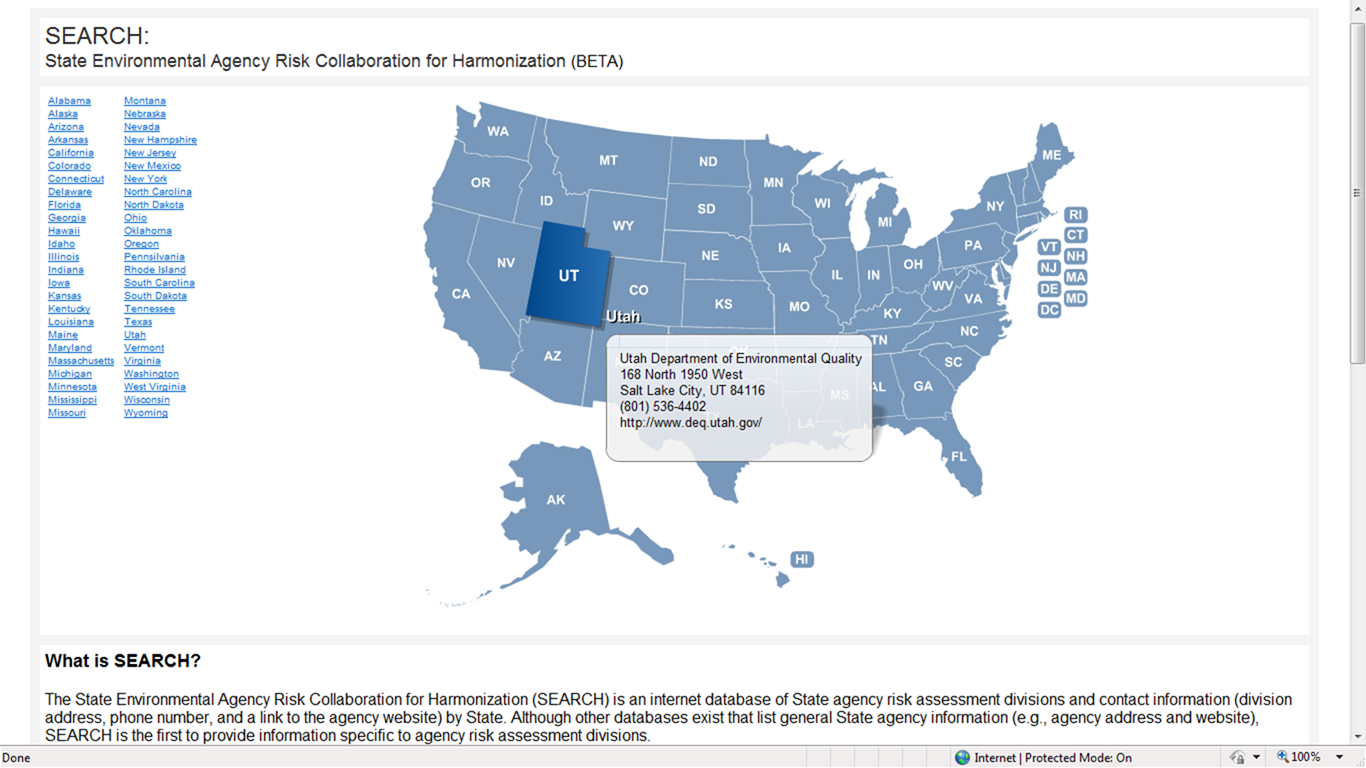 SEARCH:
State Environmental Agency Risk Collaboration for Harmonization (BETA)
Alabama Montana
Alaska Nebraska
Arizona Nevada
Arkansas New Hampshire
California New Jersey
Colorado New Mexico
Connecticut New York
Delaware North Carolina
Florida North Dakota
Georgia Ohio
Hawaii Oklahoma
Idaho Oregon
Illinois Pennsilvania
Indiana Rhode Island
Iowa South Carolina
Kansas South Dakota
Kentucky Tennessee
Louisiana Texas
Maine Utah
Maryland Vermont
Massachusetts Virginia
Michigan Washington
Minnesota West Virginia
Mississippi Wisconsin
Missouri Wyoming
WA
MT
ND
MN
ME
OR
ID
SD
WI
NY
RI
WY
MI
CT
NV
UT
NE
IA
PA
VT
NH
CA
CO
KS
MO
IL
IN
OH
WV
VA
NJ
MA
DE
MD
DC
KY
NC
Utah
AZ
OK
TN
SC
MS
AL
GA
TX
LA
FL
Utah Department of Environmental Quality
168 North 1950 West
Salt Lake City, UT 84116
(801) 536-4402
http://www.deq.utah.gov/
AK
HI
What is SEARCH?
The State Environmental Agency Risk Collaboration for Harmonization (SEARCH) is an internet database of State agency risk assessment divisions and contact information (division
address, phone number, and a link to the agency website) by State. Although other databases exist that list general State agency information (e.g., agency address and website),
SEARCH is the first to provide information specific to agency risk assessment divisions.
Done
Internet | Protected Mode: On
100%